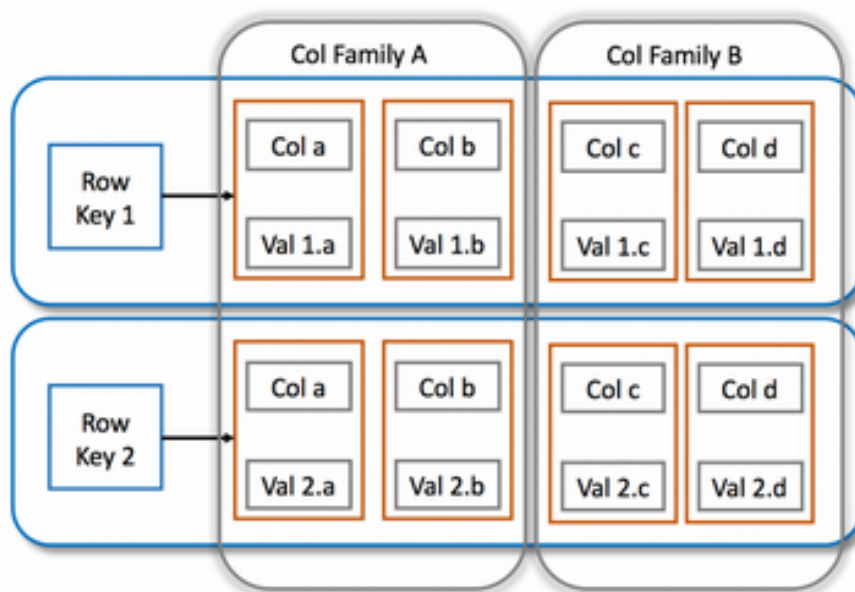 Col Family A
Col Family B
Row
Key 1
Col a
Col b
Col c
Col d
Val 1.a
Val 1.b
Val 1.c
Val 1.d
Row
Key 2
Col a
Col b
Col c
Col d
Val 2.a
Val 2.b
Val 2.c
Val 2.d